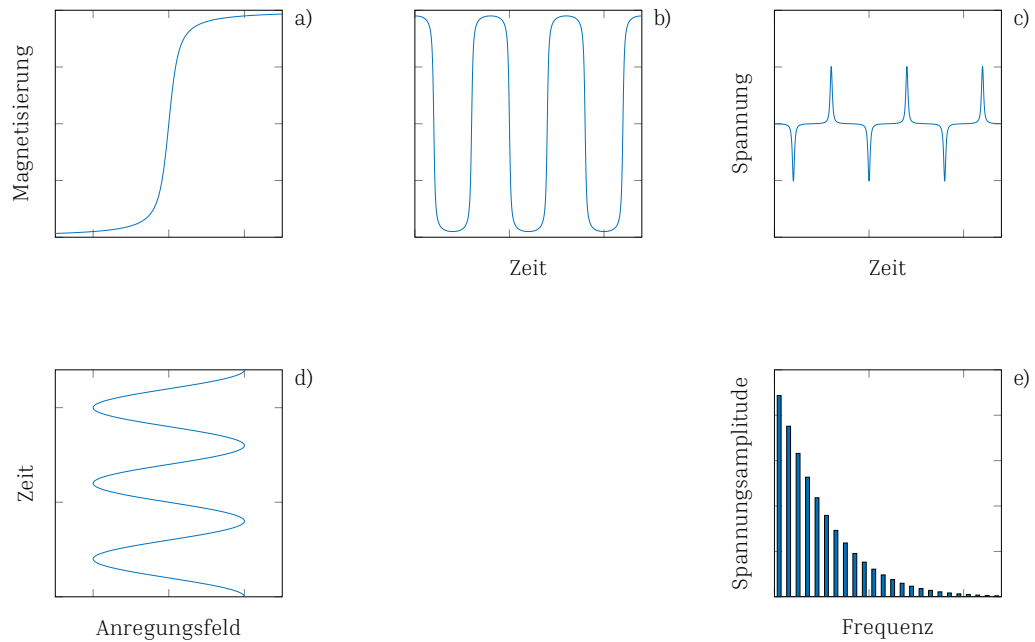 a)
Magnetisierung
b)
Zeit
c)
Spannung
Zeit
d)
Zeit
Anregungsfeld
e)
Spannungsamplitude
Frequenz